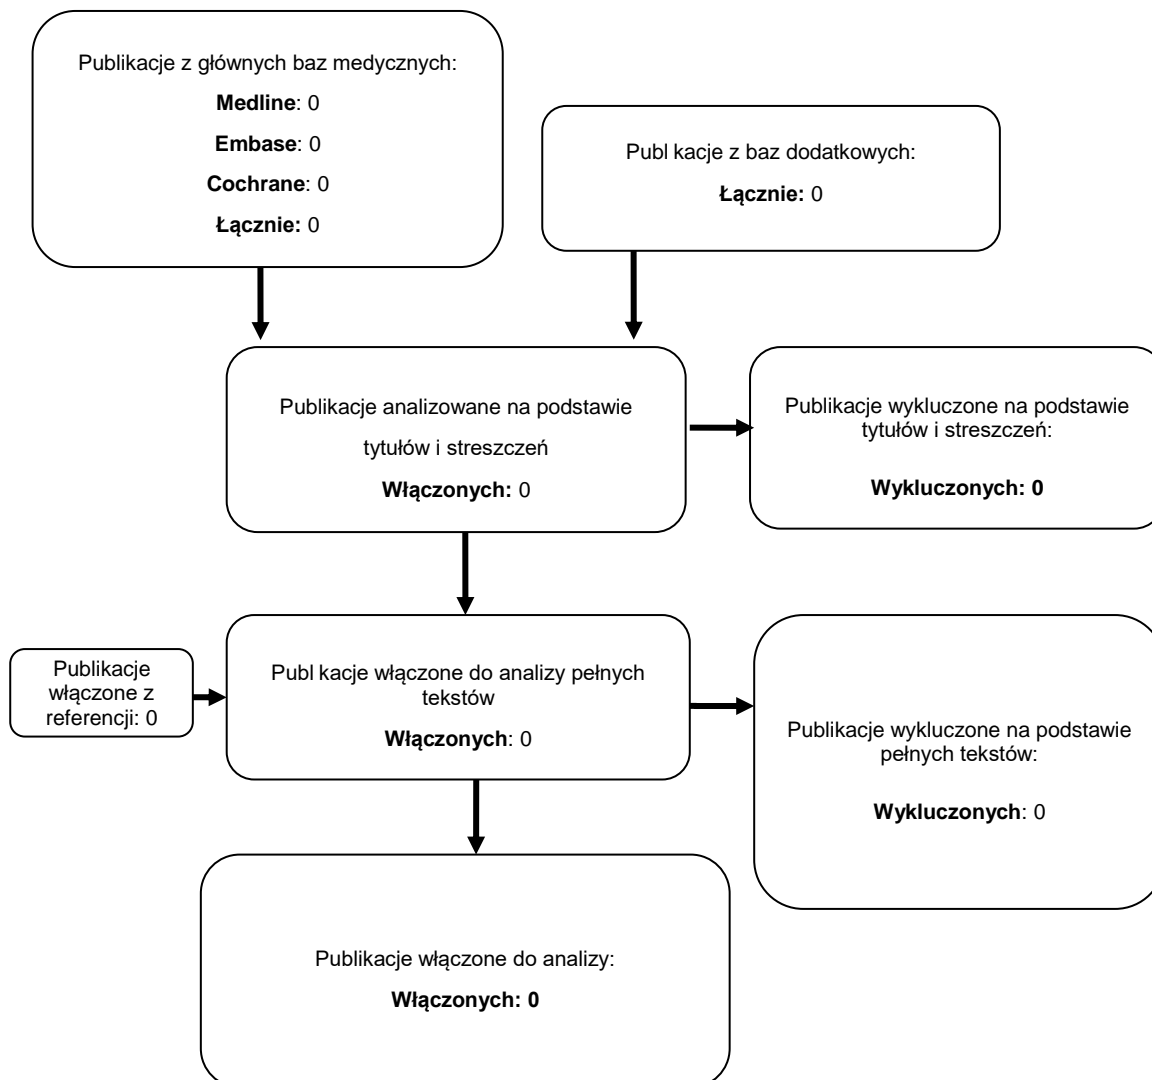 Publikacje z głównych baz medycznych:
Medline: 0
Embase: 0
Cochrane: 0
Łącznie: 0
Publ kacje z baz dodatkowych:
Łącznie: 0
Publikacje analizowane na podstawie
tytułów i streszczeń
Włączonych: 0
Publikacje wykluczone na podstawie
tytułów i streszczeń:
Wykluczonych: 0
Publikacje
włączone z
referencji: 0
Publ kacje włączone do analizy pełnych
tekstów
Włączonych: 0
Publikacje wykluczone na podstawie
pełnych tekstów:
Wykluczonych: 0
Publikacje włączone do analizy:
Włączonych: 0